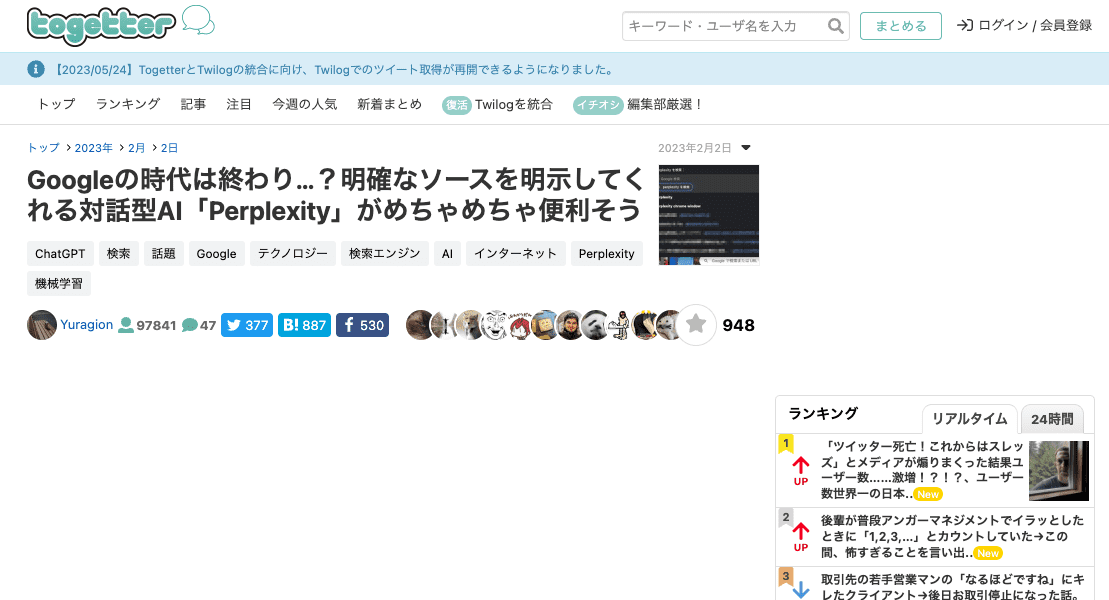 togetter
キーワード・ユーザ名を入力
まとめる
ログイン / 会員登録
【2023/05/24】TogetterとTwilogの統合に向け、Twilogでのツイート取得が再開できるようになりました。
トップ ランキング 記事 注目 今週の人気 新着まとめ 復活 Twilogを統合 イチオシ 編集部厳選！
トップ 2023年 2月 2日
2023年2月2日
Googleの時代は終わり…？明確なソースを明示してく
れる対話型AI「Perplexity」がめちゃめちゃ便利そう
ChatGPT 検索 話題 Google テクノロジー 検索エンジン AI インターネット Perplexity
機械学習
Yuragion 97841 47 377 B! 887 530
948
ランキング
リアルタイム
24時間
1
UP
「ツイッター死亡！これからはスレッ
ズ」とメディアが煽りまくった結果ユ
ーザー数……激増！？！？、ユーザー
数世界一の日本..New
2
UP
後輩が普段アンガーマネジメントでイラッとした
ときに「1,2,3,...」とカウントしていた→この
間、怖すぎることを言い出..New
3
取引先の若手営業マンの「なるほどですね」にキ
レたクライアント→後日お取引停止になった話。